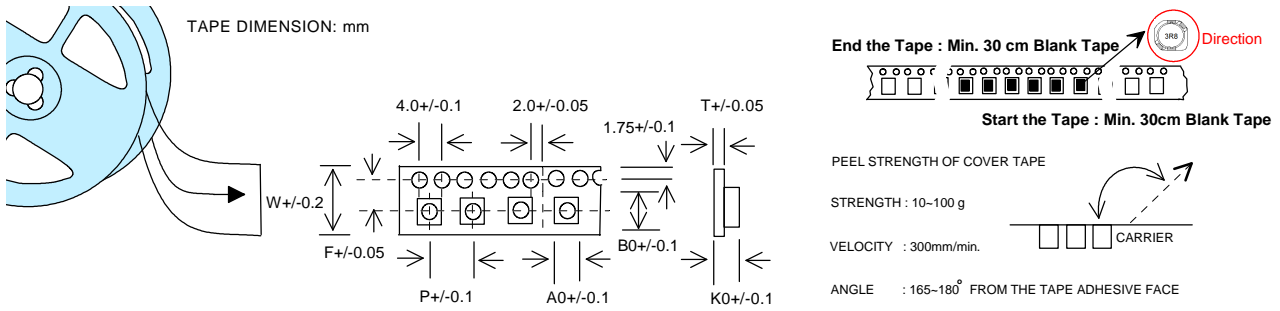 TAPE DIMENSION: mm
4.0+/-0.1
2.0+/-0.05
1.75+/-0.1
T+/-0.05
W+/-0.2
F+/-0.05
B0+/-0.1
P+/-0.1
A0+/-0.1
K0+/-0.1
3R8
Direction
End the Tape : Min. 30 cm Blank Tape
Start the Tape : Min. 30cm Blank Tape
PEEL STRENGTH OF COVER TAPE
STRENGTH : 10~100 g
VELOCITY : 300mm/min.
CARRIER
ANGLE : 165~180° FROM THE TAPE ADHESIVE FACE